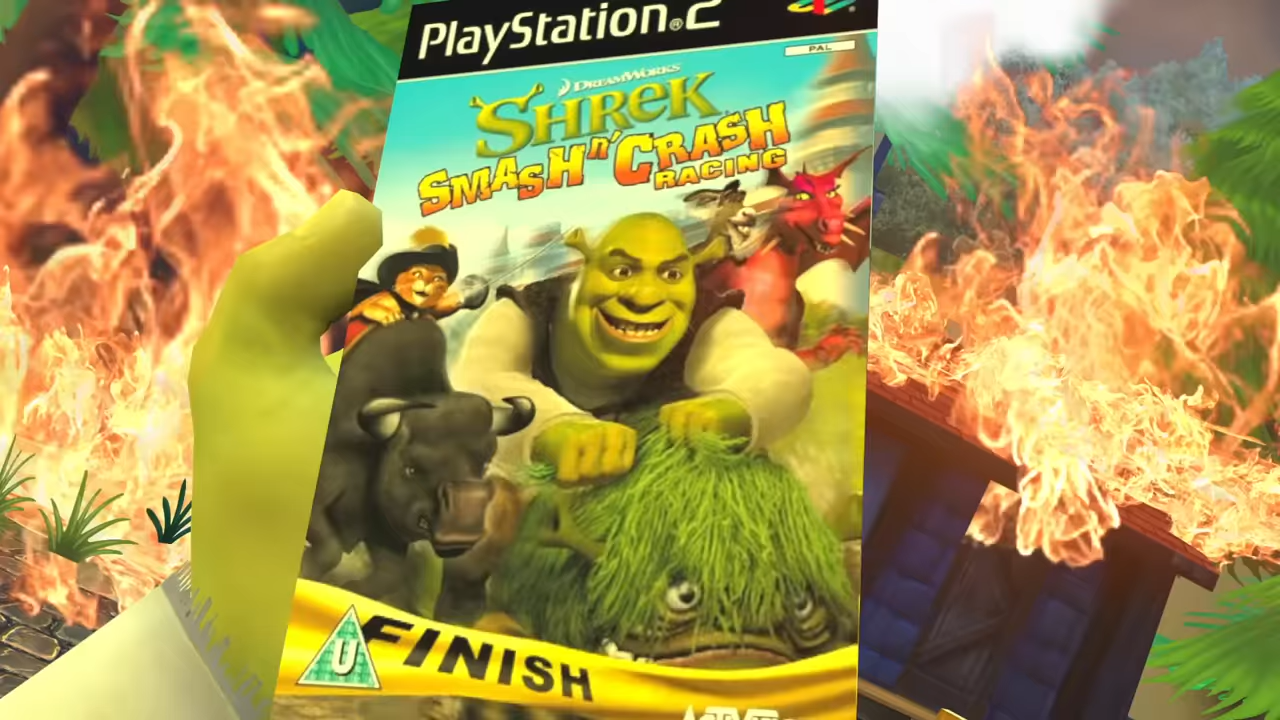 PlayStation®2
PAL
DREAMWORKS
SHREK
SMASH n' CRASH
RACING
U
FINISH